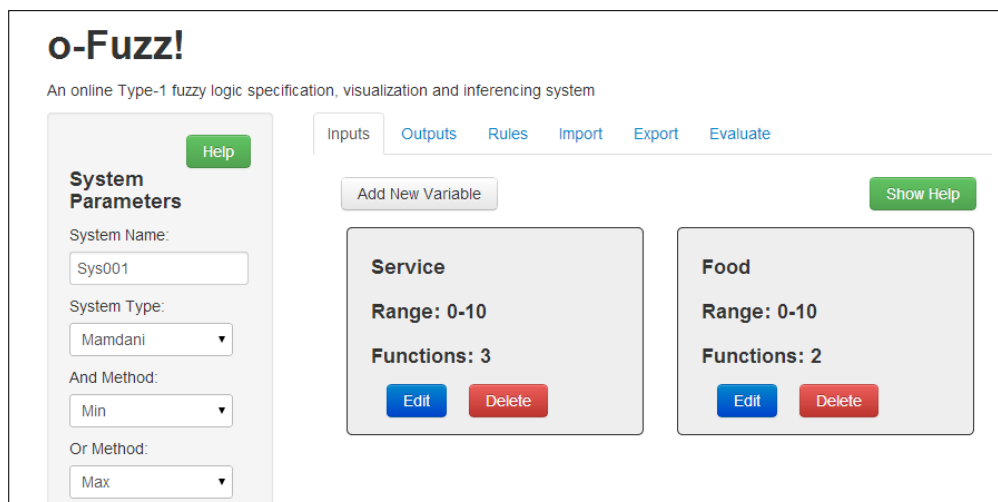 o-Fuzz!
An online Type-1 fuzzy logic specification, visualization and inferencing system
Help
System
Parameters
System Name:
Sys001
System Type:
Mamdani
And Method:
Min
Or Method:
Max
Inputs Outputs Rules Import Export Evaluate
Add New Variable
Show Help
Service
Range: 0-10
Functions: 3
Edit Delete
Food
Range: 0-10
Functions: 2
Edit Delete